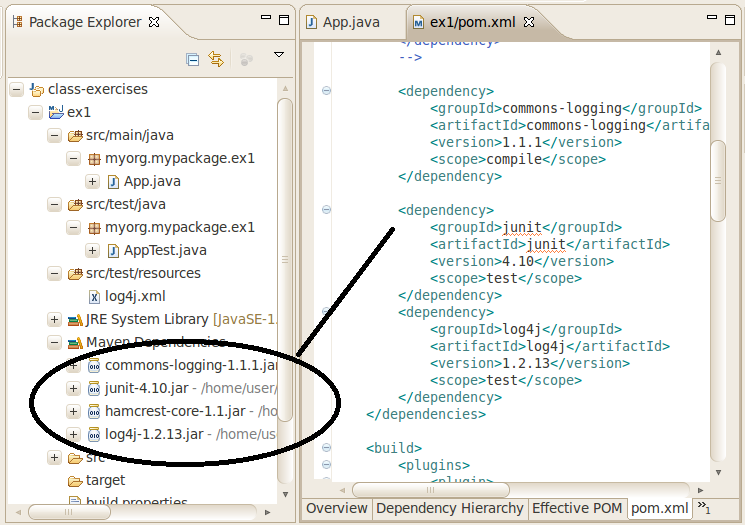 Package Explorer
class-exercises
ex1
src/main/java
myorg.mypackage.ex1
App.java
src/test/java
myorg.mypackage.ex1
AppTest.java
src/test/resources
log4j.xml
JRE System Library [JavaSE-1.
Maven Dependencies
commons-logging-1.1.1.jar
junit-4.10.jar - /home/user/
hamcrest-core-1.1.jar - /ho
log4j-1.2.13.jar - /home/us
src
target
build.properties
App.java
ex1/pom.xml
</dependency>
-->
<dependency>
<groupId>commons-logging</groupId>
<artifactId>commons-logging</artifa
<version>1.1.1</version>
<scope>compile</scope>
</dependency>
<dependency>
<groupId>junit</groupId>
<artifactId>junit</artifactId>
<version>4.10</version>
<scope>test</scope>
</dependency>
<dependency>
<groupId>log4j</groupId>
<artifactId>log4j</artifactId>
<version>1.2.13</version>
<scope>test</scope>
</dependency>
</dependencies>
<build>
<plugins>
<plugin>
Overview Dependency Hierarchy Effective POM pom.xml »1